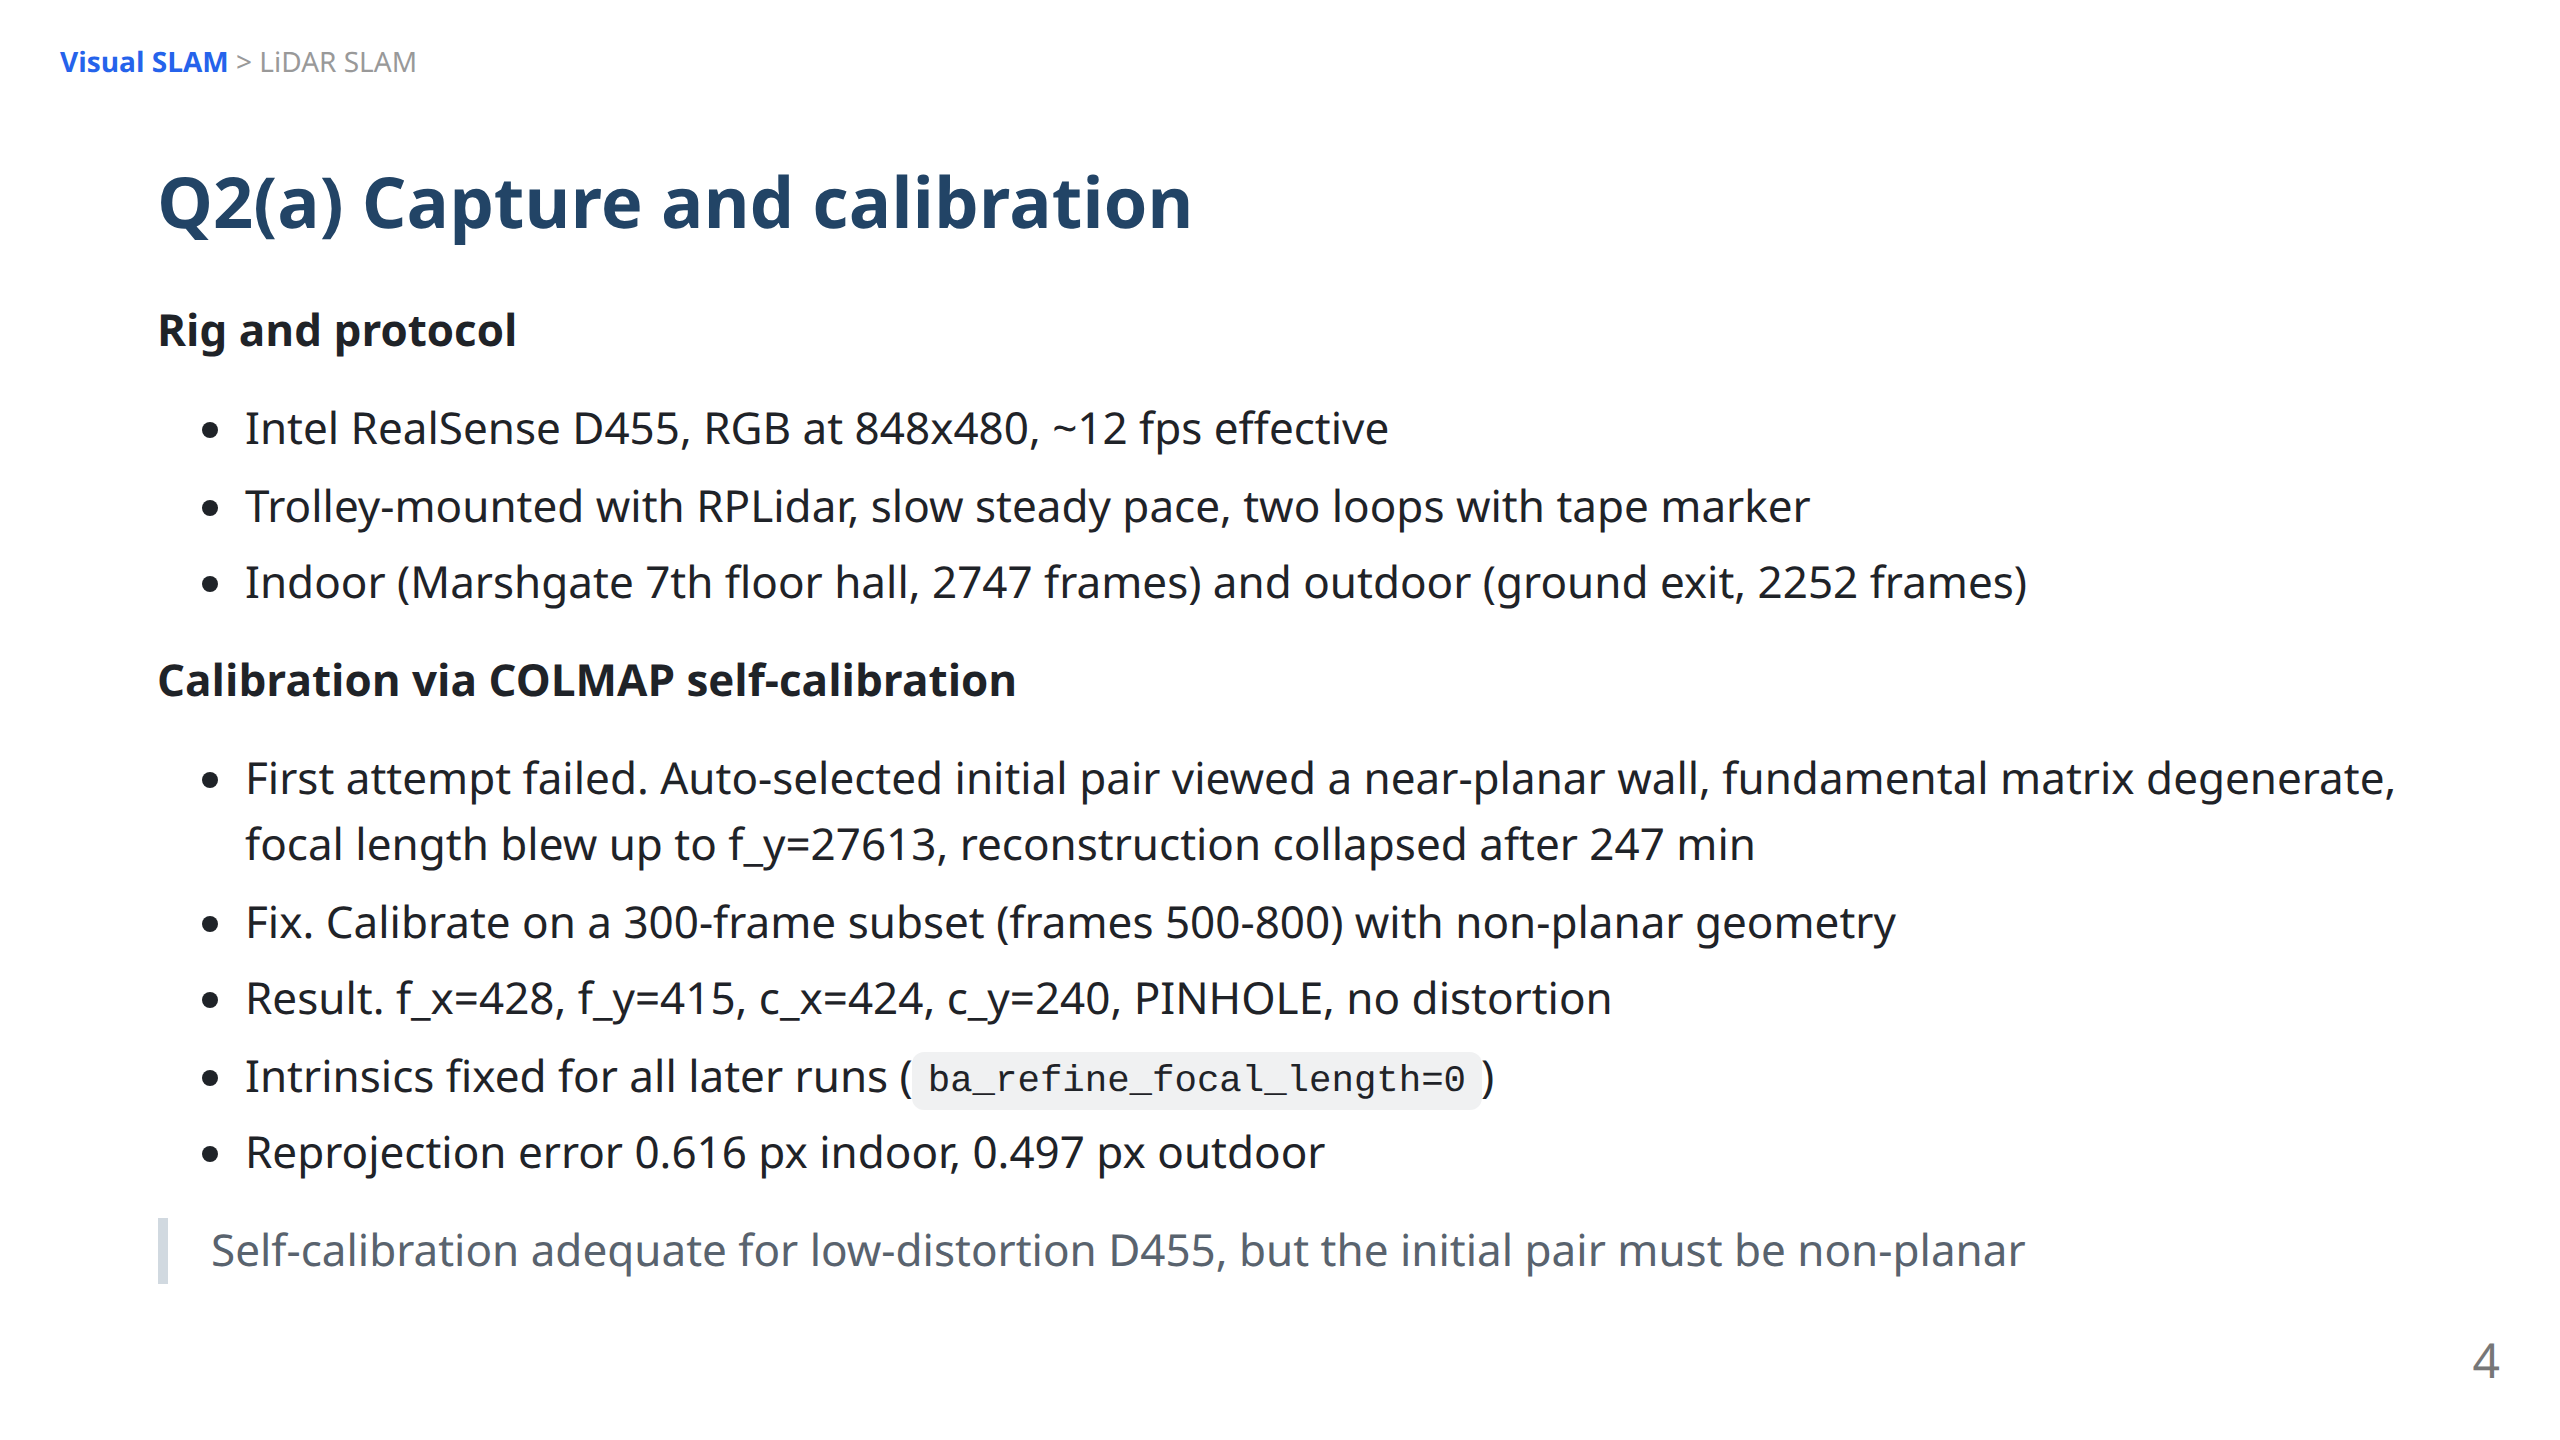 Visual SLAM > LiDAR SLAM
Q2(a) Capture and calibration
Rig and protocol
• Intel RealSense D455, RGB at 848x480, ~12 fps effective
• Trolley-mounted with RPLidar, slow steady pace, two loops with tape marker
• Indoor (Marshgate 7th floor hall, 2747 frames) and outdoor (ground exit, 2252 frames)
Calibration via COLMAP self-calibration
• First attempt failed. Auto-selected initial pair viewed a near-planar wall, fundamental matrix degenerate,
focal length blew up to f_y=27613, reconstruction collapsed after 247 min
• Fix. Calibrate on a 300-frame subset (frames 500-800) with non-planar geometry
• Result. f_x=428, f_y=415, c_x=424, c_y=240, PINHOLE, no distortion
• Intrinsics fixed for all later runs (ba_refine_focal_length=0)
• Reprojection error 0.616 px indoor, 0.497 px outdoor
Self-calibration adequate for low-distortion D455, but the initial pair must be non-planar
4